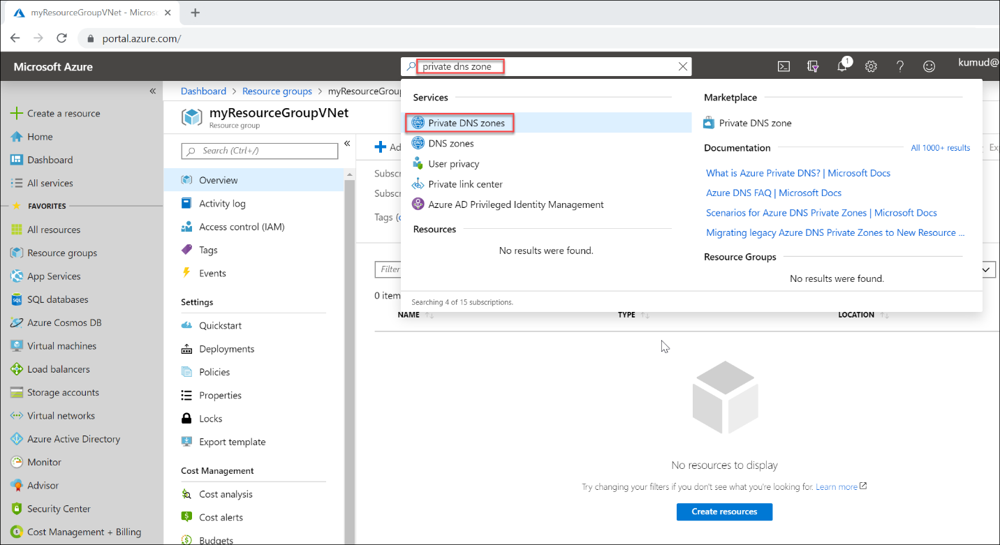 myResourceGroupVNet - Micros
portal.azure.com/
Microsoft Azure
private dns zone
1
kumud@
Dashboard > Resource groups > myResourceGroup
myResourceGroupVNet
Resource group
Create a resource
Home
Dashboard
All services
FAVORITES
All resources
Resource groups
App Services
SQL databases
Azure Cosmos DB
Virtual machines
Load balancers
Storage accounts
Virtual networks
Azure Active Directory
Monitor
Advisor
Security Center
Cost Management + Billing
Search (Ctrl+/)
Overview
Activity log
Access control (IAM)
Tags
Events
Settings
Quickstart
Deployments
Policies
Properties
Locks
Export template
Cost Management
Cost analysis
Cost alerts
Budgets
Ad
Subsc
Subsc
Tags (c
Filter
0 item
Services
Private DNS zones
DNS zones
User privacy
Private link center
Azure AD Privileged Identity Management
Resources
No results were found.
Searching 4 of 15 subscriptions.
Marketplace
Private DNS zone
Documentation
All 1000+ results
Exp
What is Azure Private DNS? | Microsoft Docs
Azure DNS FAQ | Microsoft Docs
Scenarios for Azure DNS Private Zones | Microsoft Docs
Migrating legacy Azure DNS Private Zones to New Resource ...
Resource Groups
No results were found.
NAME
TYPE
LOCATION
No resources to display
Try changing your filters if you don't see what you're looking for. Learn more
Create resources